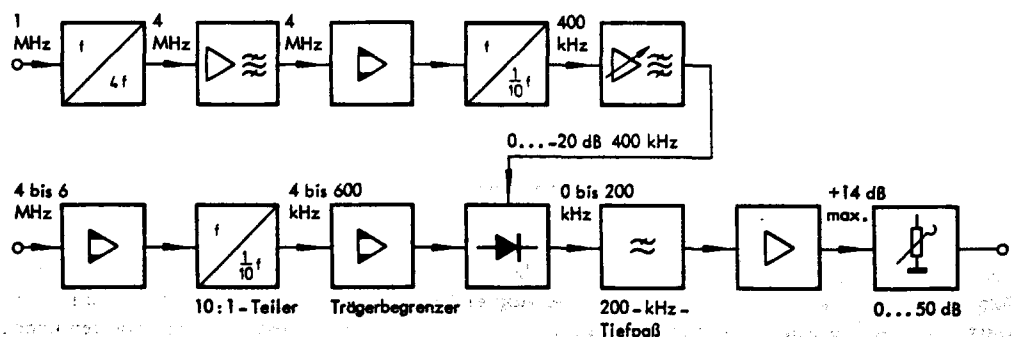 1
MHz
f
4f
4
MHz
4
MHz
f
1/10 f
400
kHz
0...-20 dB 400 kHz
4 bis 6
MHz
f
1/10 f
10:1-Teiler
4 bis 600
kHz
Trägerbegrenzer
0 bis 200
kHz
200-kHz-
Tiefpaß
+14 dB
max.
0...50 dB